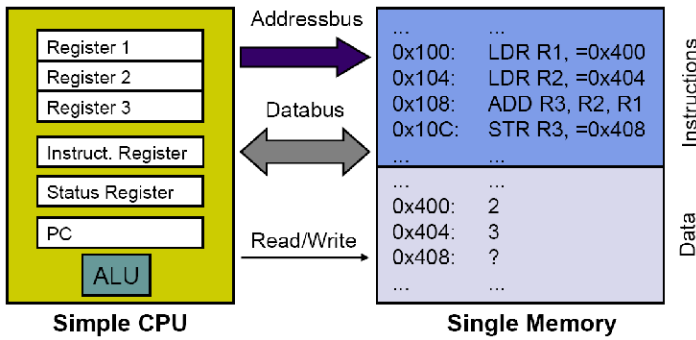 Register 1
Register 2
Register 3
Instruct. Register
Status Register
PC
ALU
Simple CPU
Addressbus
Databus
Read/Write
... ...
0x100: LDR R1, =0x400
0x104: LDR R2, =0x404
0x108: ADD R3, R2, R1
0x10C: STR R3, =0x408
... ...
... ...
0x400: 2
0x404: 3
0x408: ?
... ...
Single Memory
Instructions
Data